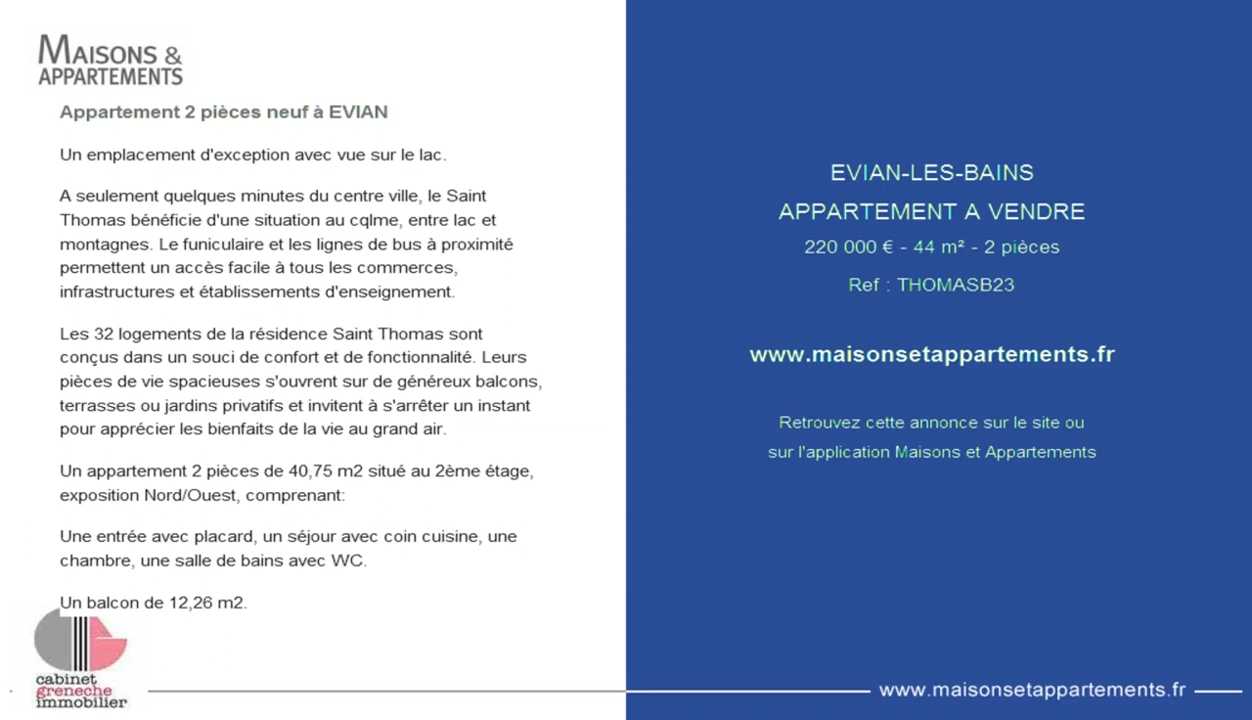 MAISONS &
APPARTEMENTS
Appartement 2 pièces neuf à EVIAN
Un emplacement d'exception avec vue sur le lac.
A seulement quelques minutes du centre ville, le Saint
Thomas bénéficie d'une situation au cqlme, entre lac et
montagnes. Le funiculaire et les lignes de bus à proximité
permettent un accès facile à tous les commerces,
infrastructures et établissements d'enseignement.
Les 32 logements de la résidence Saint Thomas sont
conçus dans un souci de confort et de fonctionnalité. Leurs
pièces de vie spacieuses s'ouvrent sur de généreux balcons,
terrasses ou jardins privatifs et invitent à s'arrêter un instant
pour apprécier les bienfaits de la vie au grand air.
Un appartement 2 pièces de 40,75 m2 situé au 2ème étage,
exposition Nord/Ouest, comprenant:
Une entrée avec placard, un séjour avec coin cuisine, une
chambre, une salle de bains avec WC.
Un balcon de 12,26 m2.
cabinet
greneche
immobilier
EVIAN-LES-BAINS
APPARTEMENT A VENDRE
220 000 € - 44 m² - 2 pièces
Ref : THOMASB23
www.maisonsetappartements.fr
Retrouvez cette annonce sur le site ou
sur l'application Maisons et Appartements
www.maisonsetappartements.fr